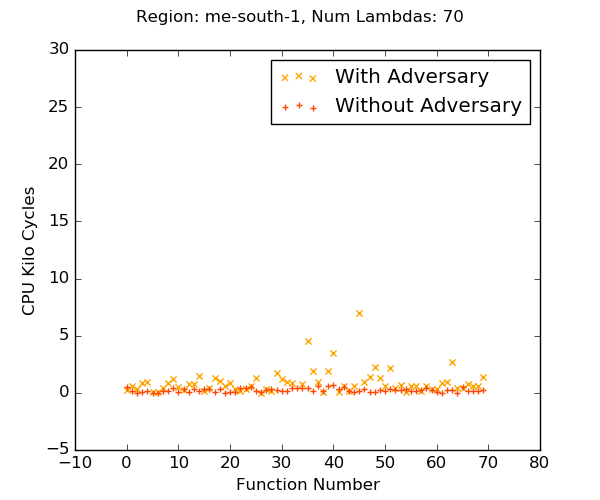 Region: me-south-1, Num Lambdas: 70
30
25
20
15
10
5
0
−5
CPU Kilo Cycles
With Adversary
Without Adversary
−10 0 10 20 30 40 50 60 70 80
Function Number